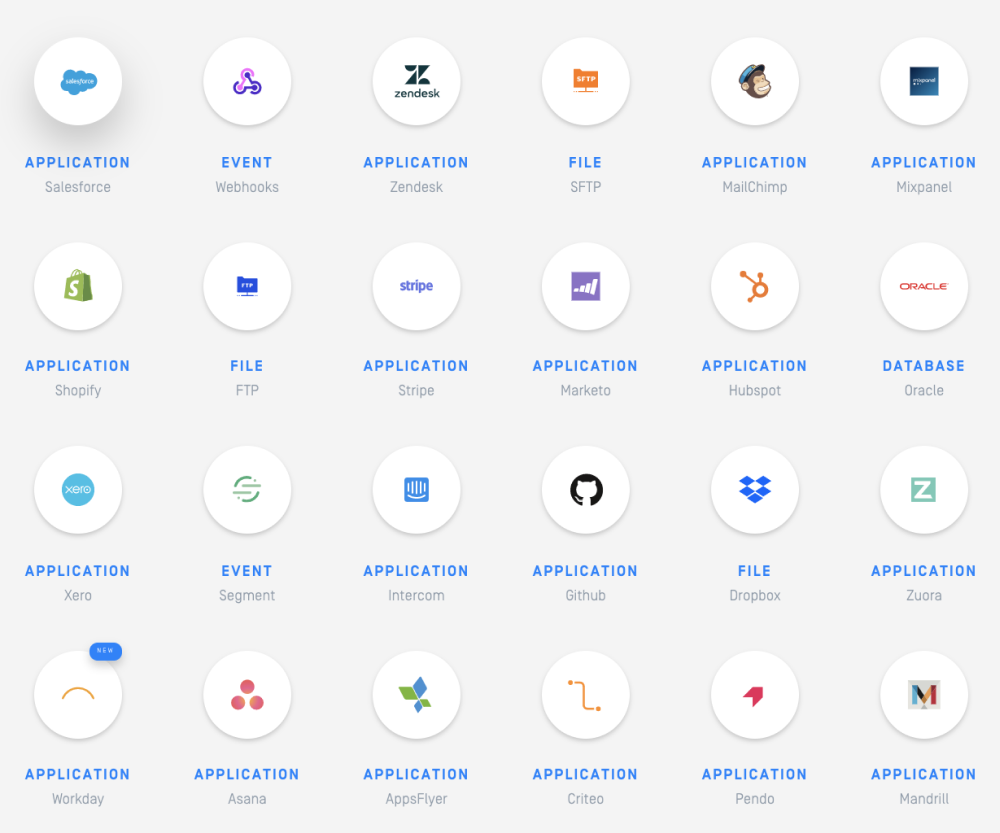 salesforce
zendesk
SFTP
mixpanel
APPLICATION EVENT APPLICATION FILE APPLICATION APPLICATION
Salesforce Webhooks Zendesk SFTP MailChimp Mixpanel
S
FTP
stripe
ORACLE
APPLICATION FILE APPLICATION APPLICATION APPLICATION DATABASE
Shopify FTP Stripe Marketo Hubspot Oracle
xero
Z
APPLICATION EVENT APPLICATION APPLICATION FILE APPLICATION
Xero Segment Intercom Github Dropbox Zuora
NEW
M
APPLICATION APPLICATION APPLICATION APPLICATION APPLICATION APPLICATION
Workday Asana AppsFlyer Criteo Pendo Mandrill